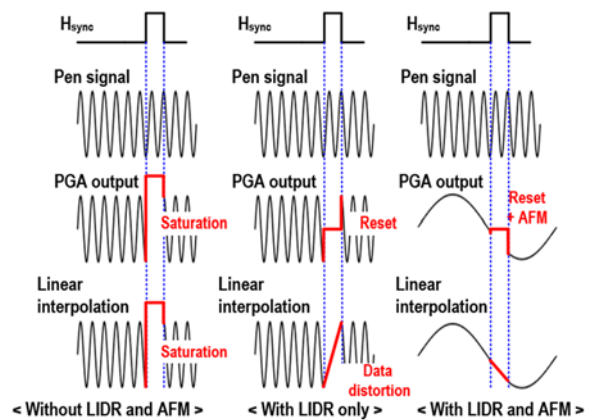 Hsync Hsync Hsync
Pen signal Pen signal Pen signal
PGA output PGA output PGA output
Saturation
Reset
Reset
+ AFM
Linear
interpolation
Linear
interpolation
Linear
interpolation
Saturation
Data
distortion
< Without LIDR and AFM > < With LIDR only > < With LIDR and AFM >